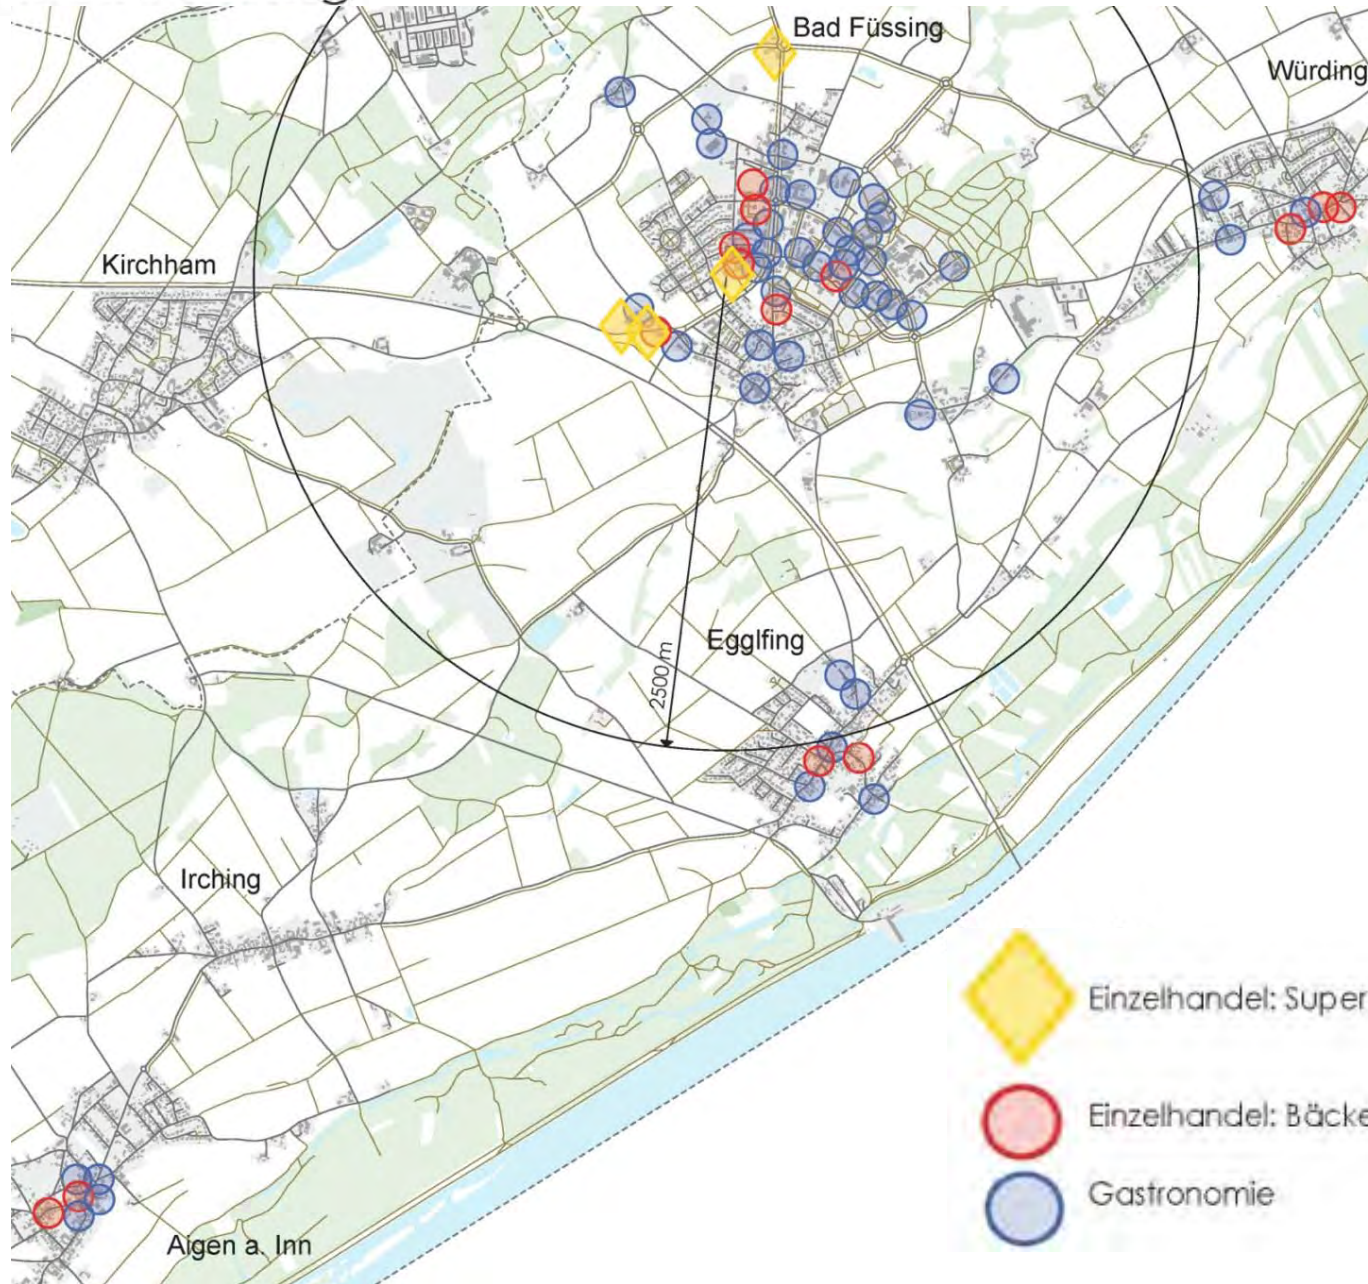 Bad Füssing
Würding
Kirchham
Egglfing
2500 m
Irching
Aigen a. Inn
Einzelhandel: Super
Einzelhandel: Bäcke
Gastronomie